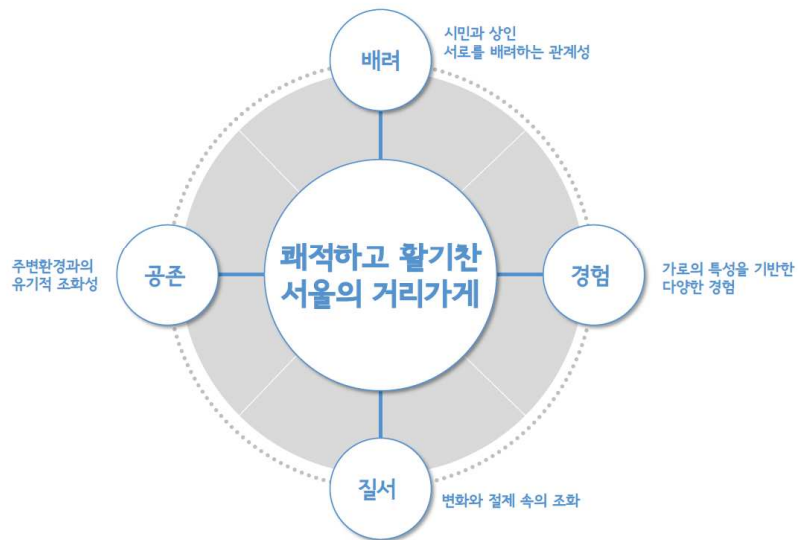 배려
시민과 상인
서로를 배려하는 관계성
주변환경과의
유기적 조화성
공존
쾌적하고 활기찬
서울의 거리가게
경험
가로의 특성을 기반한
다양한 경험
질서
변화와 절제 속의 조화